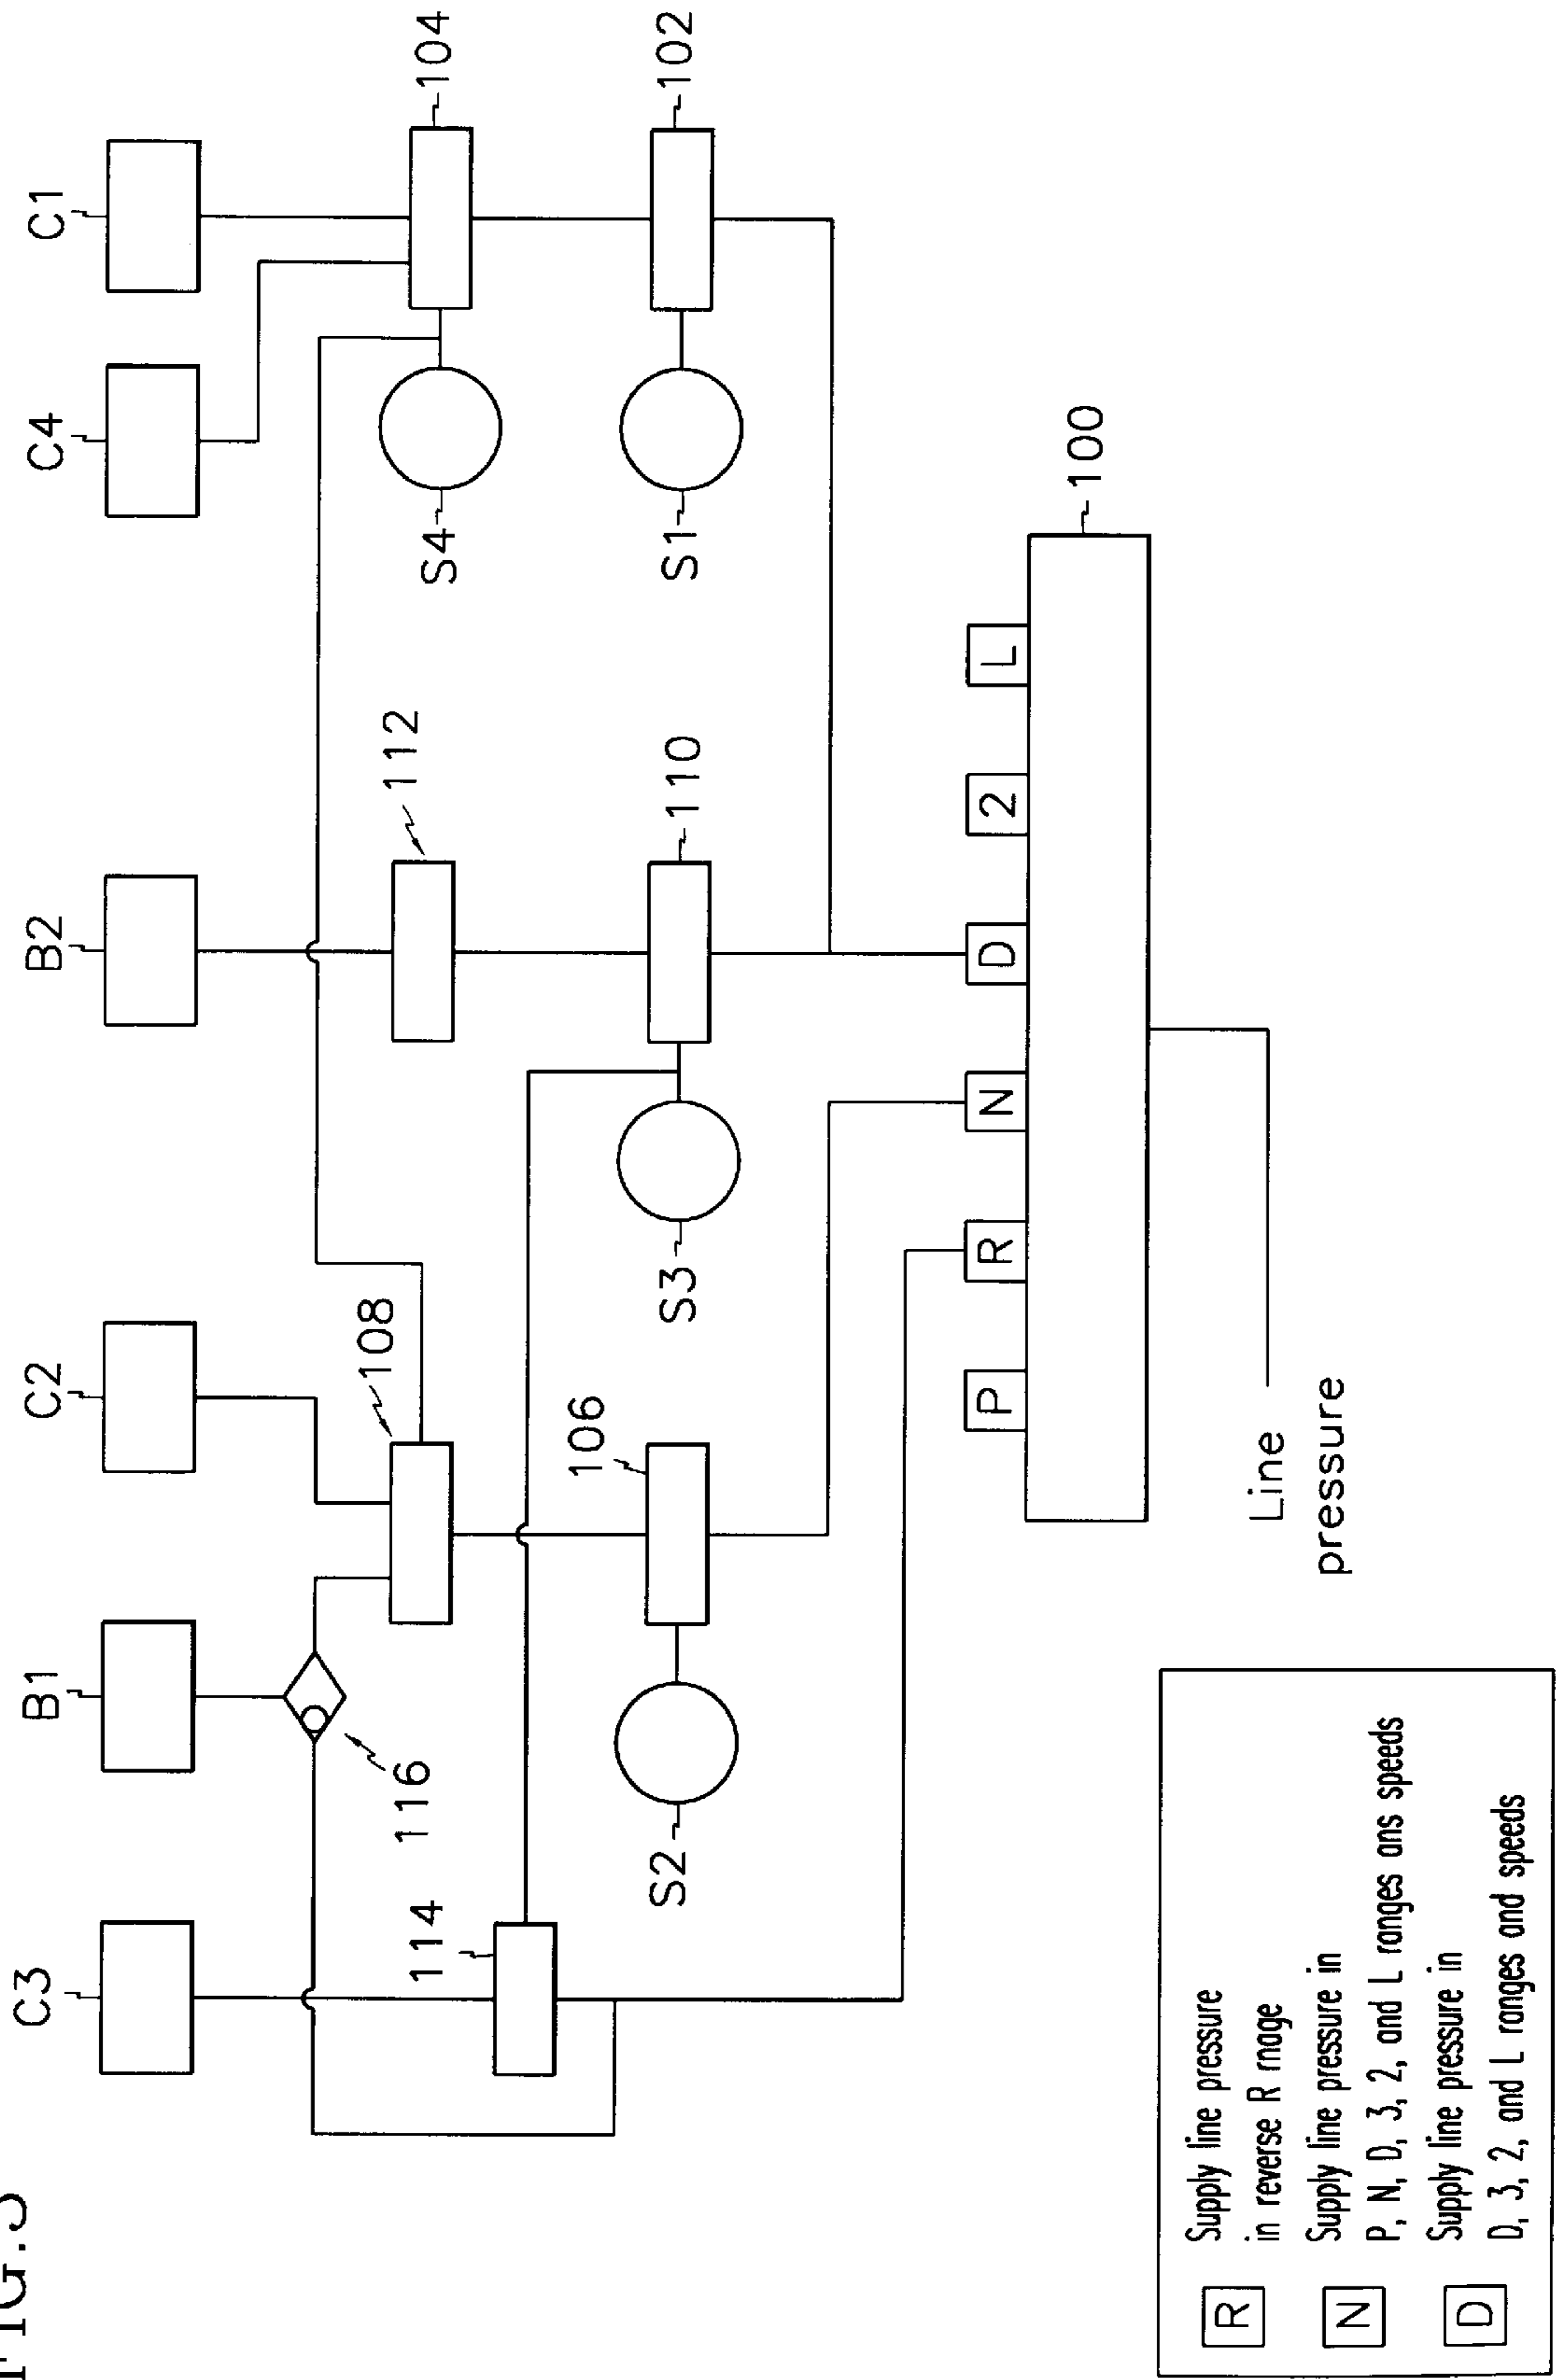 FIG.3
C3
B1
C2
B2
C4
C1
116
108
112
S4
104
114
106
S2
S3
110
S1
102
P
R
N
D
2
L
100
Line
pressure
R
Supply line pressure
in reverse R rnage
N
Supply line pressure in
P, N, D, 3, 2, and L ranges ans speeds
D
Supply line pressure in
D, 3, 2, and L ranges and speeds